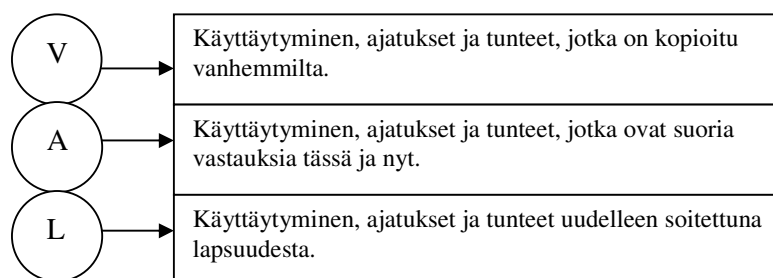 V
Käyttäytyminen, ajatukset ja tunteet, jotka on kopioitu
vanhemmilta.
A
Käyttäytyminen, ajatukset ja tunteet, jotka ovat suoria
vastauksia tässä ja nyt.
L
Käyttäytyminen, ajatukset ja tunteet uudelleen soitettuna
lapsuudesta.